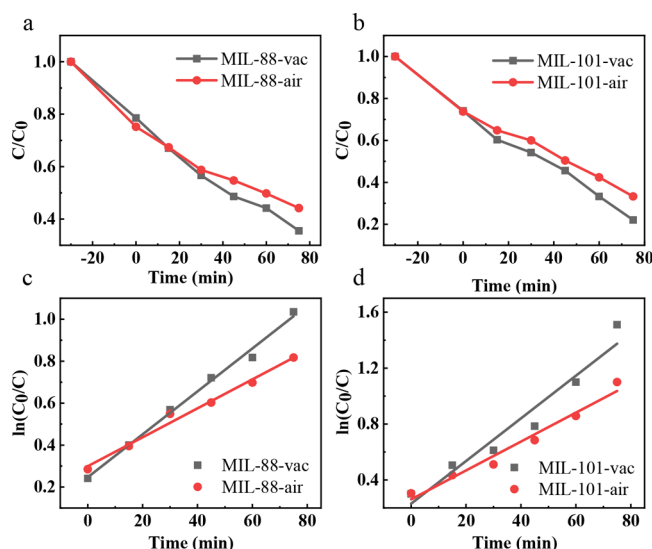 a
MIL-88-vac
MIL-88-air
1.0
0.8
0.6
0.4
C/C0
-20 0 20 40 60 80
Time (min)
b
MIL-101-vac
MIL-101-air
1.0
0.8
0.6
0.4
0.2
C/C0
-20 0 20 40 60 80
Time (min)
c
1.0
0.8
0.6
0.4
0.2
ln(C0/C)
MIL-88-vac
MIL-88-air
0 20 40 60 80
Time (min)
d
1.6
1.2
0.8
0.4
ln(C0/C)
MIL-101-vac
MIL-101-air
0 20 40 60 80
Time (min)